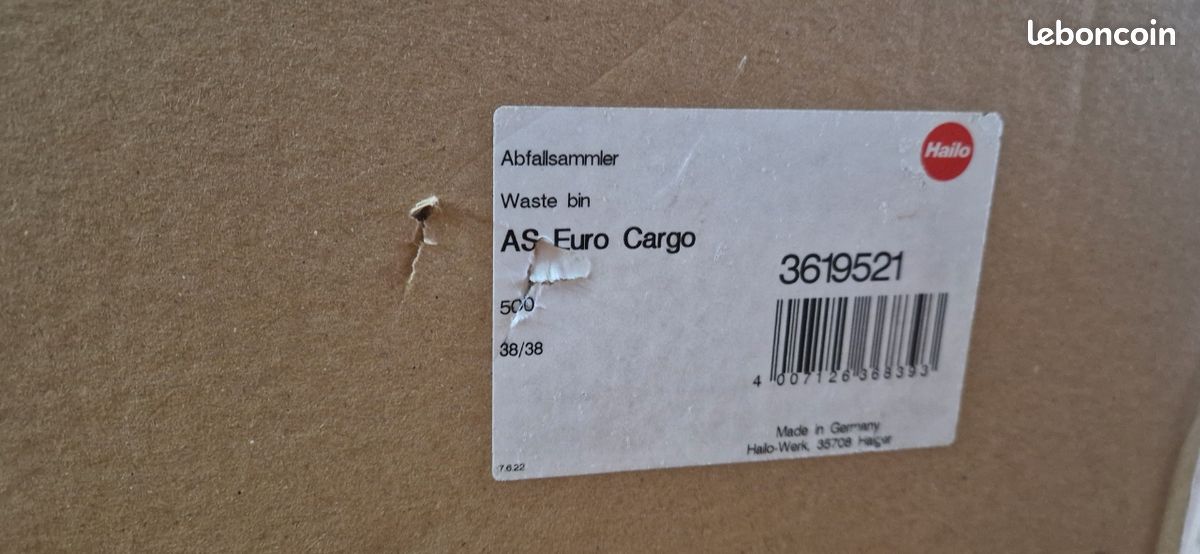 leboncoin
Hailo
Abfallsammler
Waste bin
AS Euro Cargo
3619521
500
38/38
4 007126 368393
Made in Germany
Hailo-Werk, 35708 Haiger
7.6.22